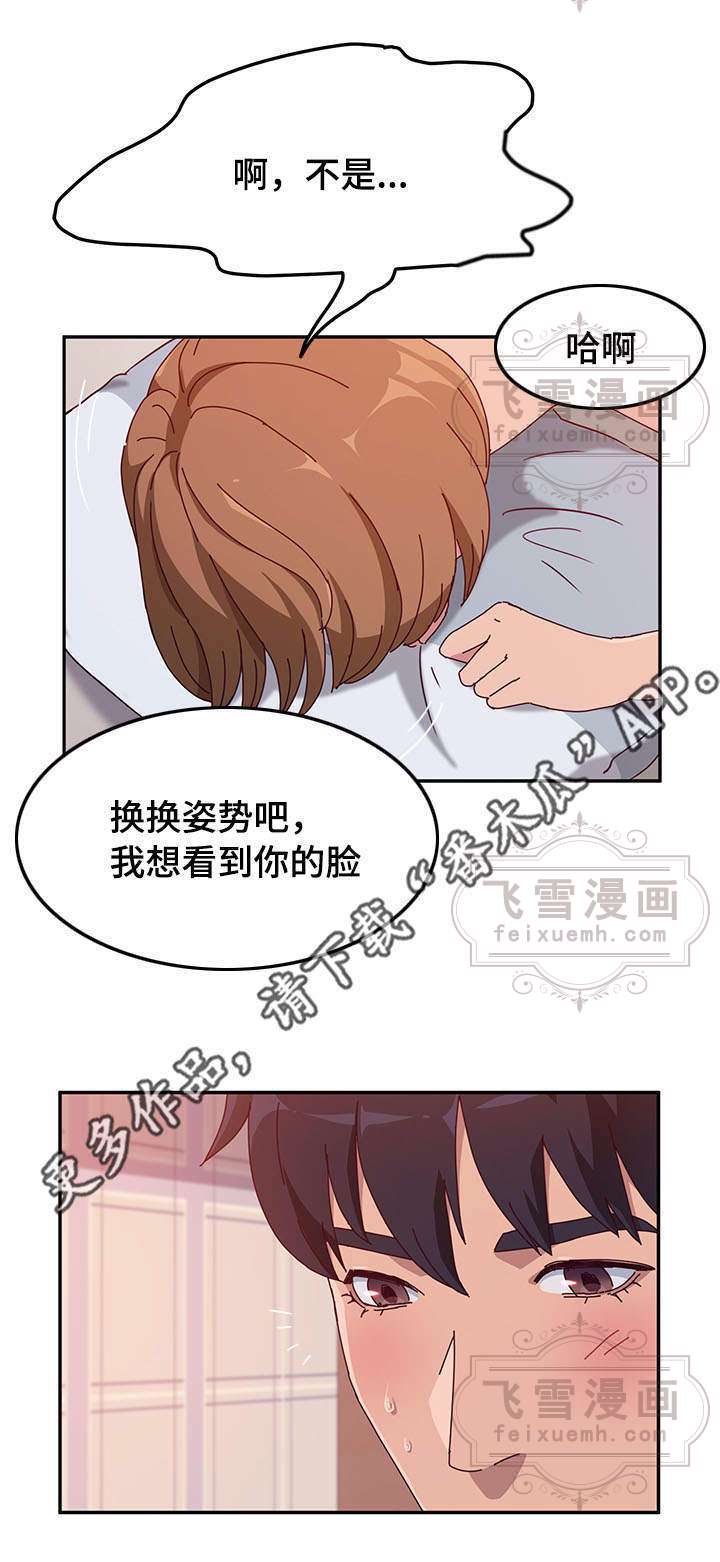 啊，不是...
哈啊
飞雪漫画
feixuemh.com
换换姿势吧，
我想看到你的脸
更多作品，请下载“番木瓜”APP。
飞雪漫画
feixuemh.com
飞雪漫画
feixuemh.com